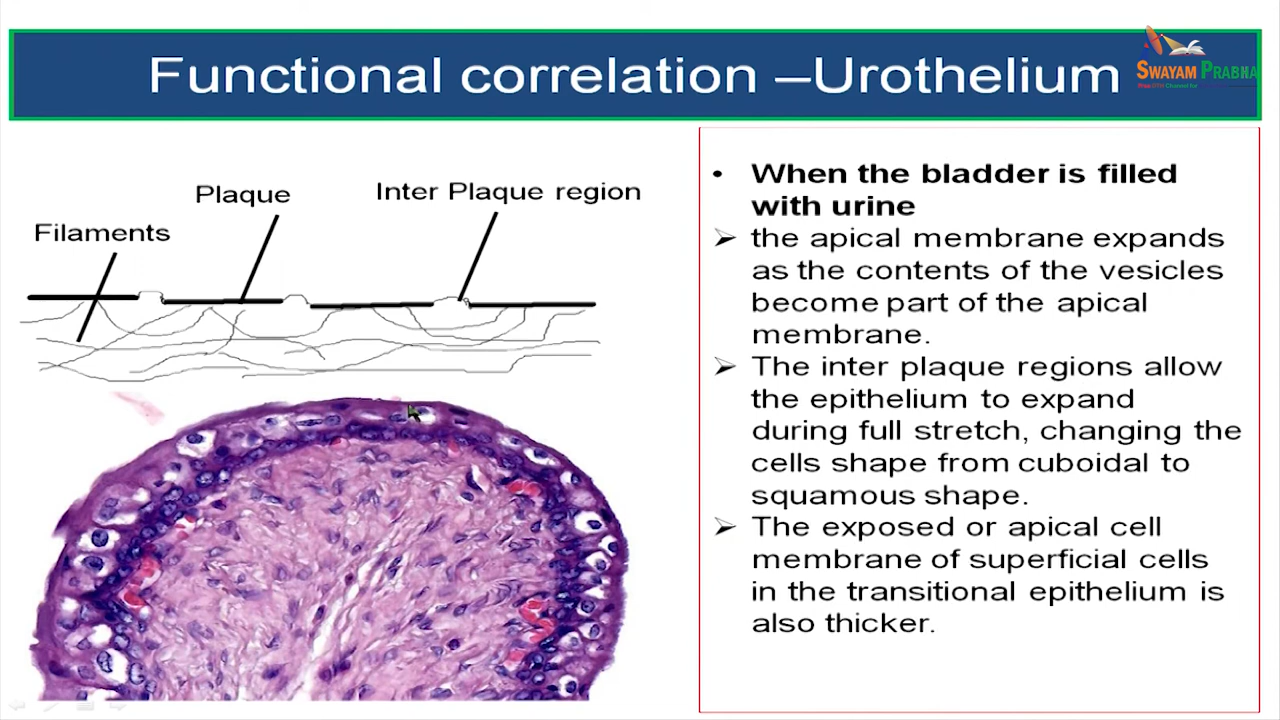 Functional correlation –Urothelium
SWAYAM PRABHA
Plaque
Inter Plaque region
Filaments
• When the bladder is filled
with urine
➢ the apical membrane expands
as the contents of the vesicles
become part of the apical
membrane.
➢ The inter plaque regions allow
the epithelium to expand
during full stretch, changing the
cells shape from cuboidal to
squamous shape.
➢ The exposed or apical cell
membrane of superficial cells
in the transitional epithelium is
also thicker.